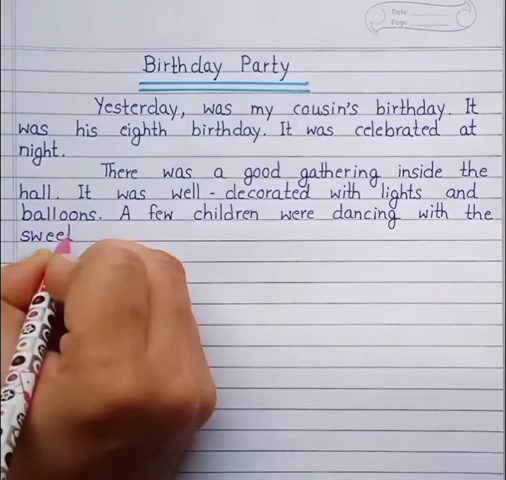 Date
Page
Birthday Party
Yesterday, was my cousin's birthday. It
was his eighth birthday. It was celebrated at
night.
There was a good gathering inside the
hall. It was well - decorated with lights and
balloons. A few children were dancing with the